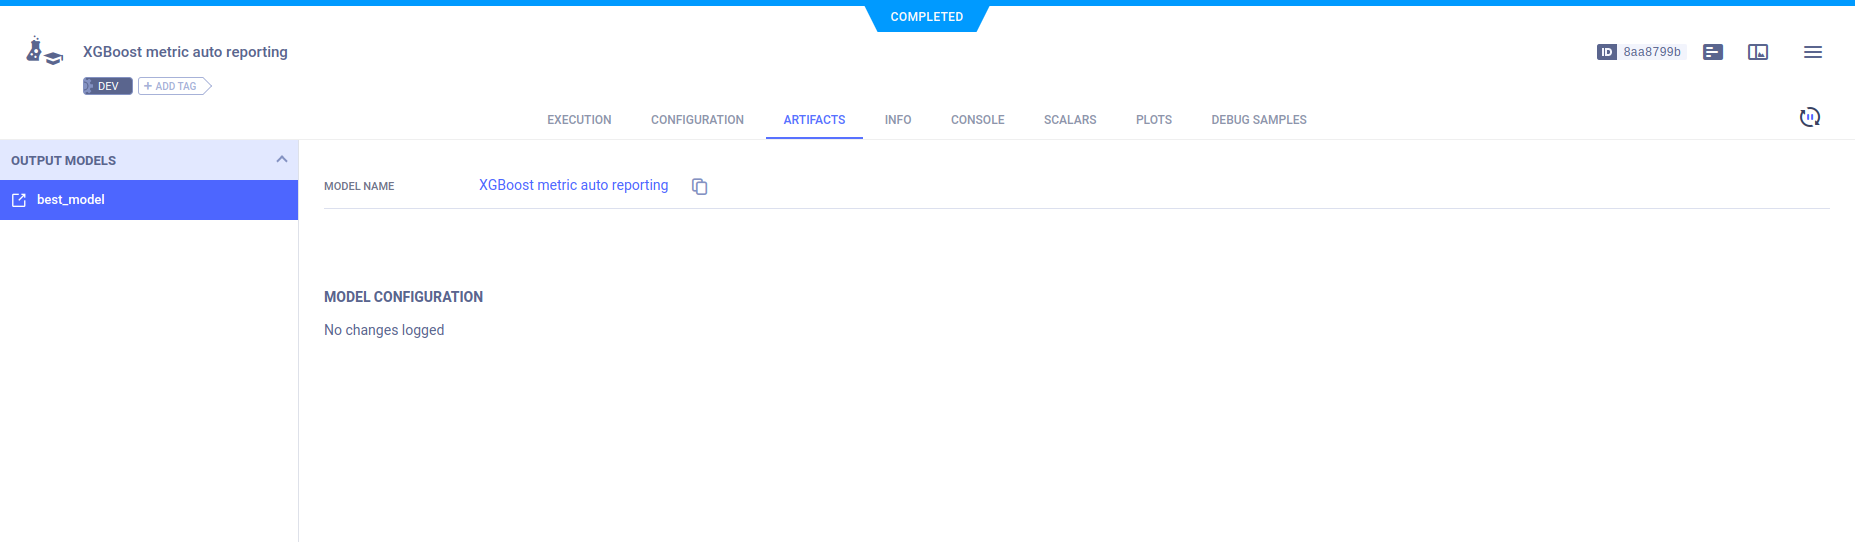 COMPLETED
XGBoost metric auto reporting
ID 8aa8799b
DEV + ADD TAG
EXECUTION CONFIGURATION ARTIFACTS INFO CONSOLE SCALARS PLOTS DEBUG SAMPLES
OUTPUT MODELS
best_model
MODEL NAME XGBoost metric auto reporting
MODEL CONFIGURATION
No changes logged